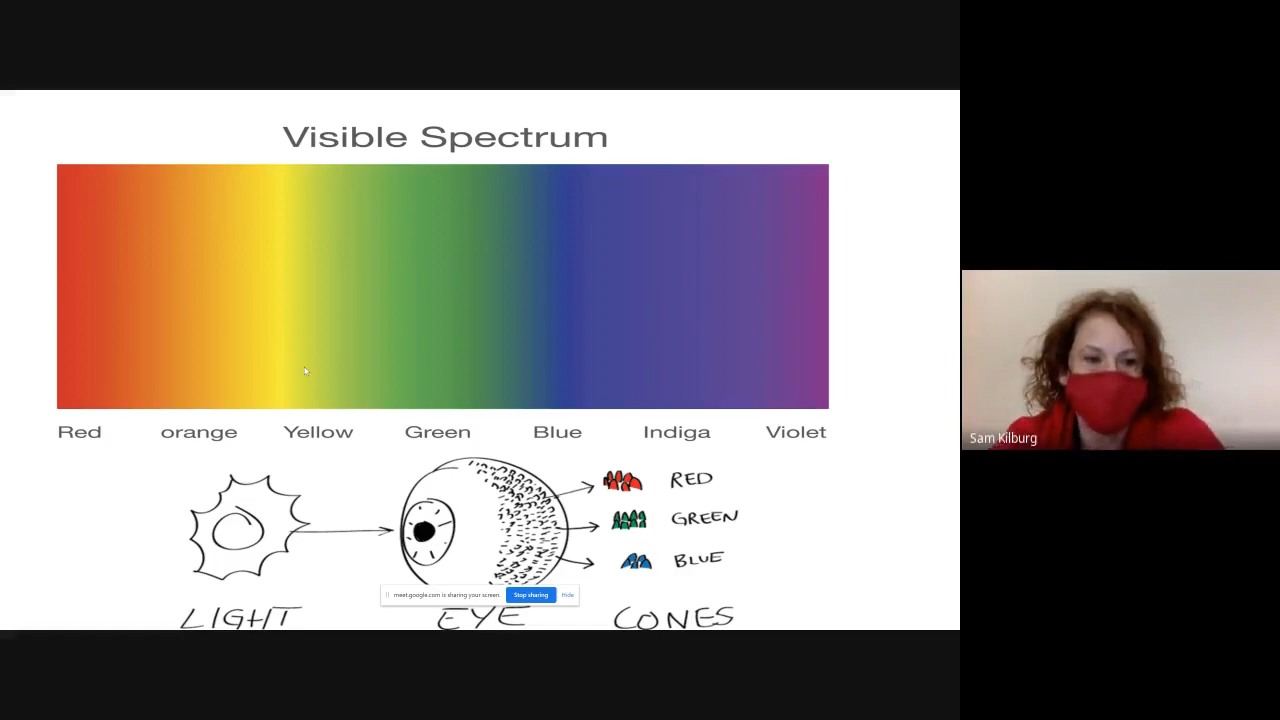 Visible Spectrum
Red orange Yellow Green Blue Indiga Violet
RED
GREEN
BLUE
meet.google.com is sharing your screen. Stop sharing Hide
LIGHT EYE CONES
Sam Kilburg